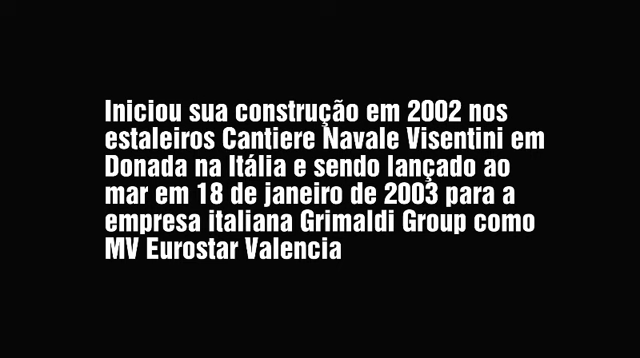 Iniciou sua construção em 2002 nos
estaleiros Cantiere Navale Visentini em
Donada na Itália e sendo lançado ao
mar em 18 de janeiro de 2003 para a
empresa italiana Grimaldi Group como
MV Eurostar Valencia